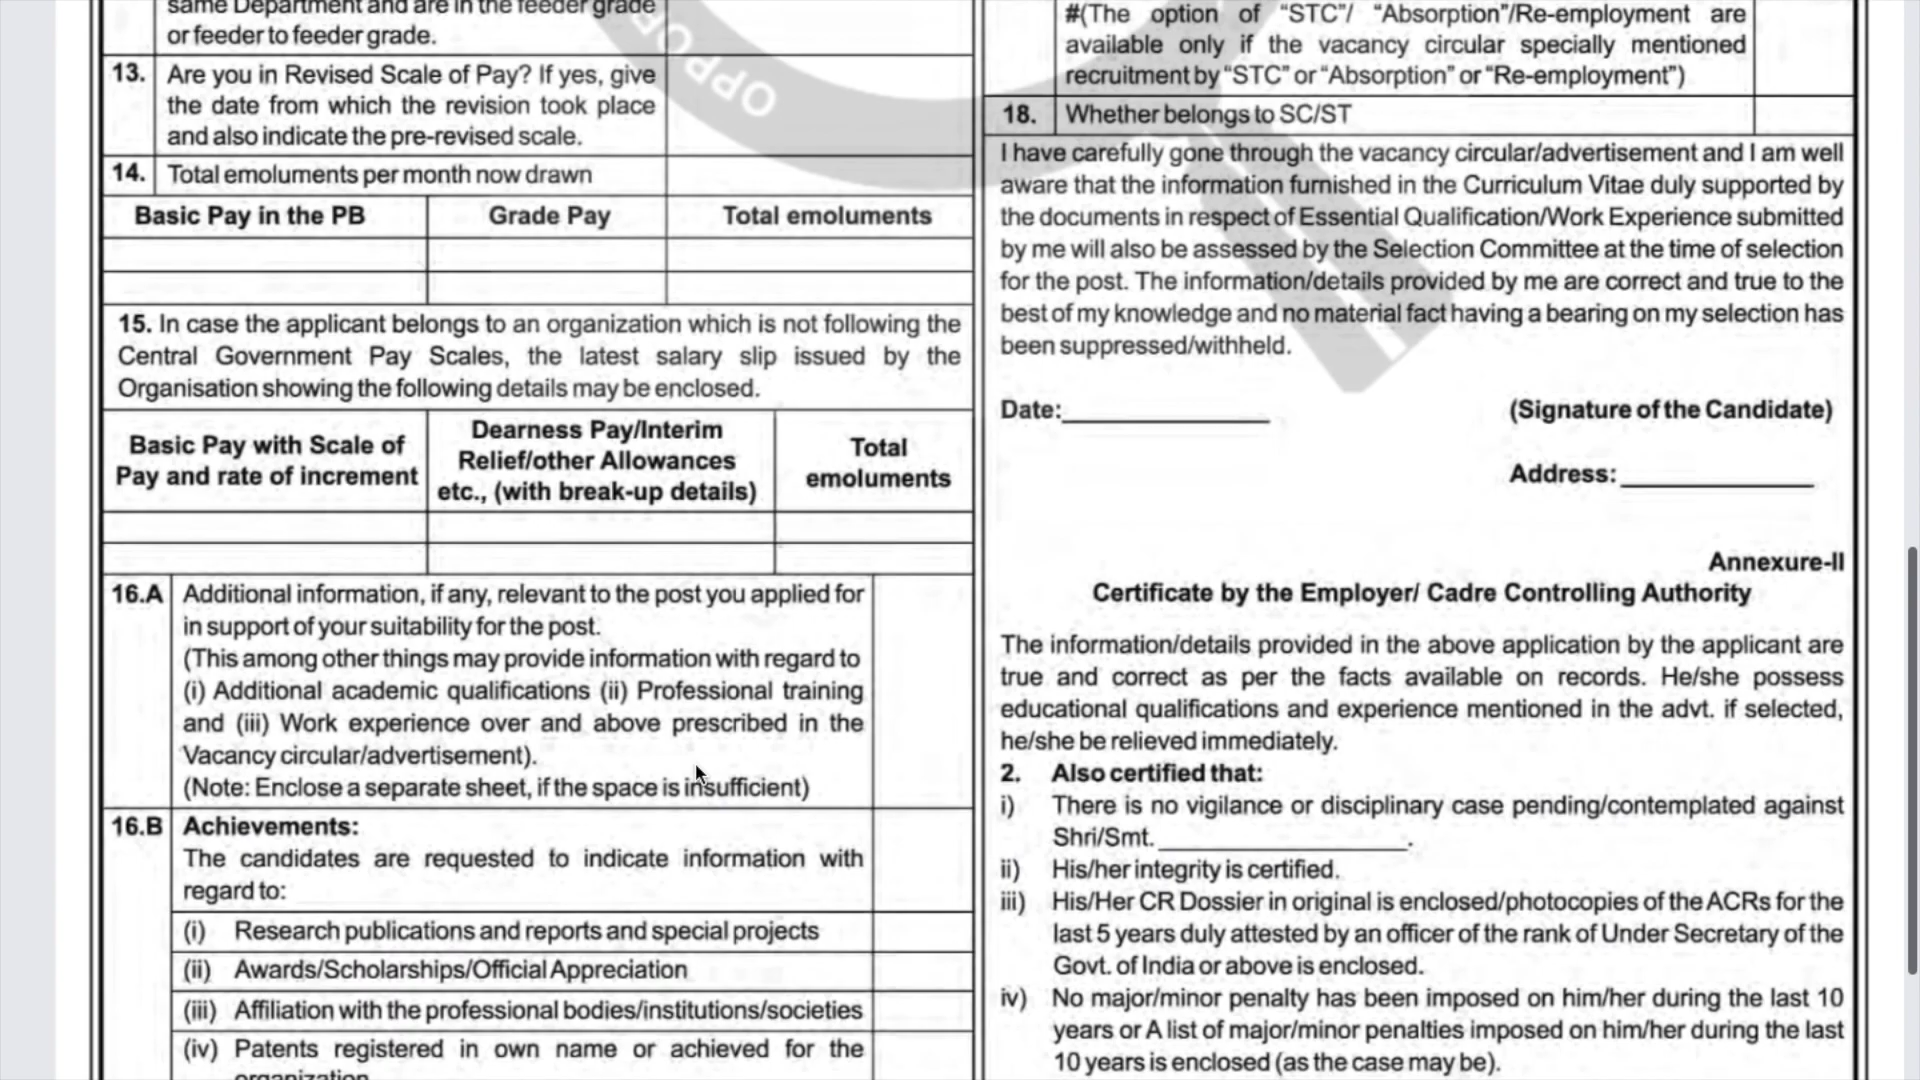 same Department and are in the feeder grade
or feeder to feeder grade.
13. Are you in Revised Scale of Pay? If yes, give
the date from which the revision took place
and also indicate the pre-revised scale.
14. Total emoluments per month now drawn
Basic Pay in the PB Grade Pay Total emoluments
15. In case the applicant belongs to an organization which is not following the
Central Government Pay Scales, the latest salary slip issued by the
Organisation showing the following details may be enclosed.
Basic Pay with Scale of
Pay and rate of increment
Dearness Pay/Interim
Relief/other Allowances
etc., (with break-up details)
Total
emoluments
16.A Additional information, if any, relevant to the post you applied for
in support of your suitability for the post.
(This among other things may provide information with regard to
(i) Additional academic qualifications (ii) Professional training
and (iii) Work experience over and above prescribed in the
Vacancy circular/advertisement).
(Note: Enclose a separate sheet, if the space is insufficient)
16.B Achievements:
The candidates are requested to indicate information with
regard to:
(i) Research publications and reports and special projects
(ii) Awards/Scholarships/Official Appreciation
(iii) Affiliation with the professional bodies/institutions/societies
(iv) Patents registered in own name or achieved for the
organization
#(The option of “STC”/ “Absorption”/Re-employment are
available only if the vacancy circular specially mentioned
recruitment by “STC” or “Absorption” or “Re-employment”)
18. Whether belongs to SC/ST
I have carefully gone through the vacancy circular/advertisement and I am well
aware that the information furnished in the Curriculum Vitae duly supported by
the documents in respect of Essential Qualification/Work Experience submitted
by me will also be assessed by the Selection Committee at the time of selection
for the post. The information/details provided by me are correct and true to the
best of my knowledge and no material fact having a bearing on my selection has
been suppressed/withheld.
Date: (Signature of the Candidate)
Address:
Annexure-II
Certificate by the Employer/ Cadre Controlling Authority
The information/details provided in the above application by the applicant are
true and correct as per the facts available on records. He/she possess
educational qualifications and experience mentioned in the advt. if selected,
he/she be relieved immediately.
2. Also certified that:
i) There is no vigilance or disciplinary case pending/contemplated against
Shri/Smt. .
ii) His/her integrity is certified.
iii) His/Her CR Dossier in original is enclosed/photocopies of the ACRs for the
last 5 years duly attested by an officer of the rank of Under Secretary of the
Govt. of India or above is enclosed.
iv) No major/minor penalty has been imposed on him/her during the last 10
years or A list of major/minor penalties imposed on him/her during the last
10 years is enclosed (as the case may be).